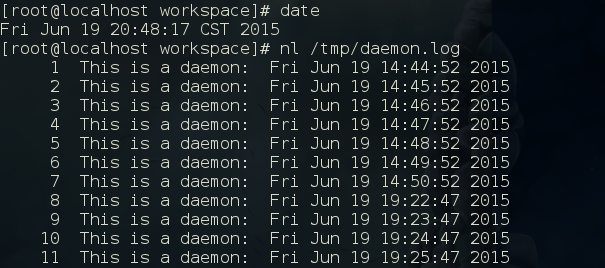 [root@localhost workspace]# date
Fri Jun 19 20:48:17 CST 2015
[root@localhost workspace]# nl /tmp/daemon.log
1 This is a daemon: Fri Jun 19 14:44:52 2015
2 This is a daemon: Fri Jun 19 14:45:52 2015
3 This is a daemon: Fri Jun 19 14:46:52 2015
4 This is a daemon: Fri Jun 19 14:47:52 2015
5 This is a daemon: Fri Jun 19 14:48:52 2015
6 This is a daemon: Fri Jun 19 14:49:52 2015
7 This is a daemon: Fri Jun 19 14:50:52 2015
8 This is a daemon: Fri Jun 19 19:22:47 2015
9 This is a daemon: Fri Jun 19 19:23:47 2015
10 This is a daemon: Fri Jun 19 19:24:47 2015
11 This is a daemon: Fri Jun 19 19:25:47 2015